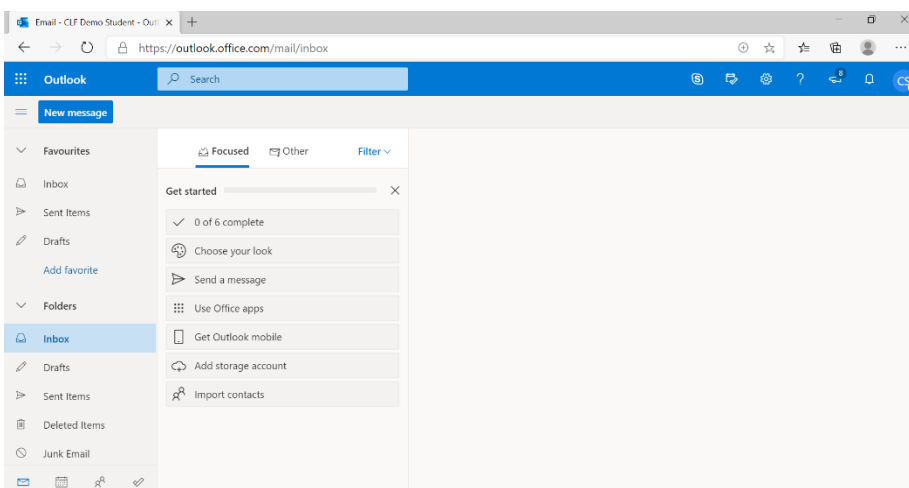 Email - CLF Demo Student - Outl
https://outlook.office.com/mail/inbox
Outlook
Search
8
CS
New message
Favourites
Inbox
Sent Items
Drafts
Add favorite
Folders
Inbox
Drafts
Sent Items
Deleted Items
Junk Email
Focused
Other
Filter
Get started
0 of 6 complete
Choose your look
Send a message
Use Office apps
Get Outlook mobile
Add storage account
Import contacts